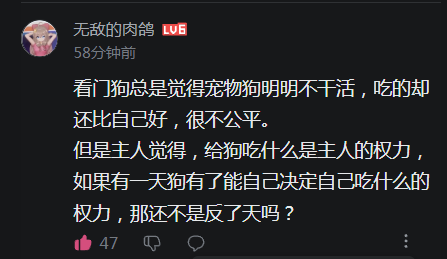 无敌的肉鸽 LV6
58分钟前
看门狗总是觉得宠物狗明明不干活，吃的却
还比自己好，很不公平。
但是主人觉得，给狗吃什么是主人的权力，
如果有一天狗有了能自己决定自己吃什么的
权力，那还不是反了天吗？
47